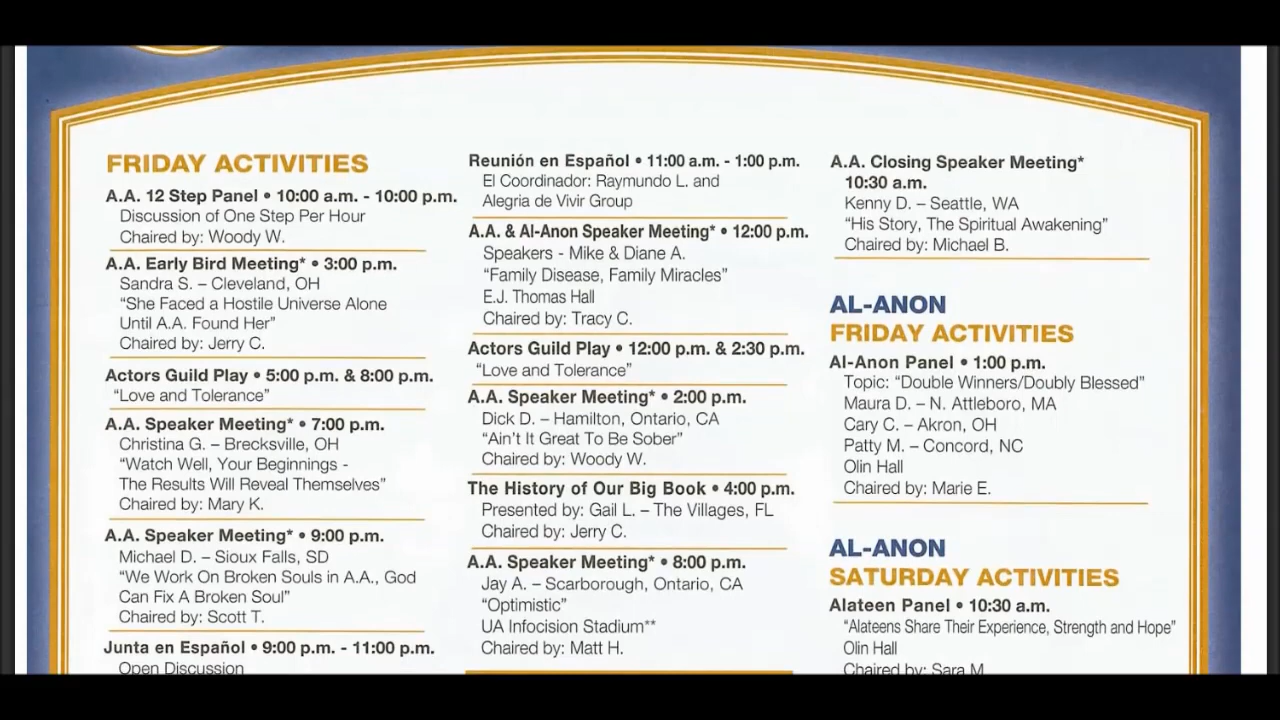 FRIDAY ACTIVITIES
A.A. 12 Step Panel • 10:00 a.m. - 10:00 p.m.
Discussion of One Step Per Hour
Chaired by: Woody W.
A.A. Early Bird Meeting* • 3:00 p.m.
Sandra S. – Cleveland, OH
“She Faced a Hostile Universe Alone
Until A.A. Found Her”
Chaired by: Jerry C.
Actors Guild Play • 5:00 p.m. & 8:00 p.m.
“Love and Tolerance”
A.A. Speaker Meeting* • 7:00 p.m.
Christina G. – Brecksville, OH
“Watch Well, Your Beginnings -
The Results Will Reveal Themselves”
Chaired by: Mary K.
A.A. Speaker Meeting* • 9:00 p.m.
Michael D. – Sioux Falls, SD
“We Work On Broken Souls in A.A., God
Can Fix A Broken Soul”
Chaired by: Scott T.
Junta en Español • 9:00 p.m. - 11:00 p.m.
Open Discussion
Reunión en Español • 11:00 a.m. - 1:00 p.m.
El Coordinador: Raymundo L. and
Alegria de Vivir Group
A.A. & Al-Anon Speaker Meeting* • 12:00 p.m.
Speakers - Mike & Diane A.
“Family Disease, Family Miracles”
E.J. Thomas Hall
Chaired by: Tracy C.
Actors Guild Play • 12:00 p.m. & 2:30 p.m.
“Love and Tolerance”
A.A. Speaker Meeting* • 2:00 p.m.
Dick D. – Hamilton, Ontario, CA
“Ain’t It Great To Be Sober”
Chaired by: Woody W.
The History of Our Big Book • 4:00 p.m.
Presented by: Gail L. – The Villages, FL
Chaired by: Jerry C.
A.A. Speaker Meeting* • 8:00 p.m.
Jay A. – Scarborough, Ontario, CA
“Optimistic”
UA Infocision Stadium**
Chaired by: Matt H.
A.A. Closing Speaker Meeting*
10:30 a.m.
Kenny D. – Seattle, WA
“His Story, The Spiritual Awakening”
Chaired by: Michael B.
AL-ANON
FRIDAY ACTIVITIES
Al-Anon Panel • 1:00 p.m.
Topic: “Double Winners/Doubly Blessed”
Maura D. – N. Attleboro, MA
Cary C. – Akron, OH
Patty M. – Concord, NC
Olin Hall
Chaired by: Marie E.
AL-ANON
SATURDAY ACTIVITIES
Alateen Panel • 10:30 a.m.
“Alateens Share Their Experience, Strength and Hope”
Olin Hall
Chaired by: Sara M